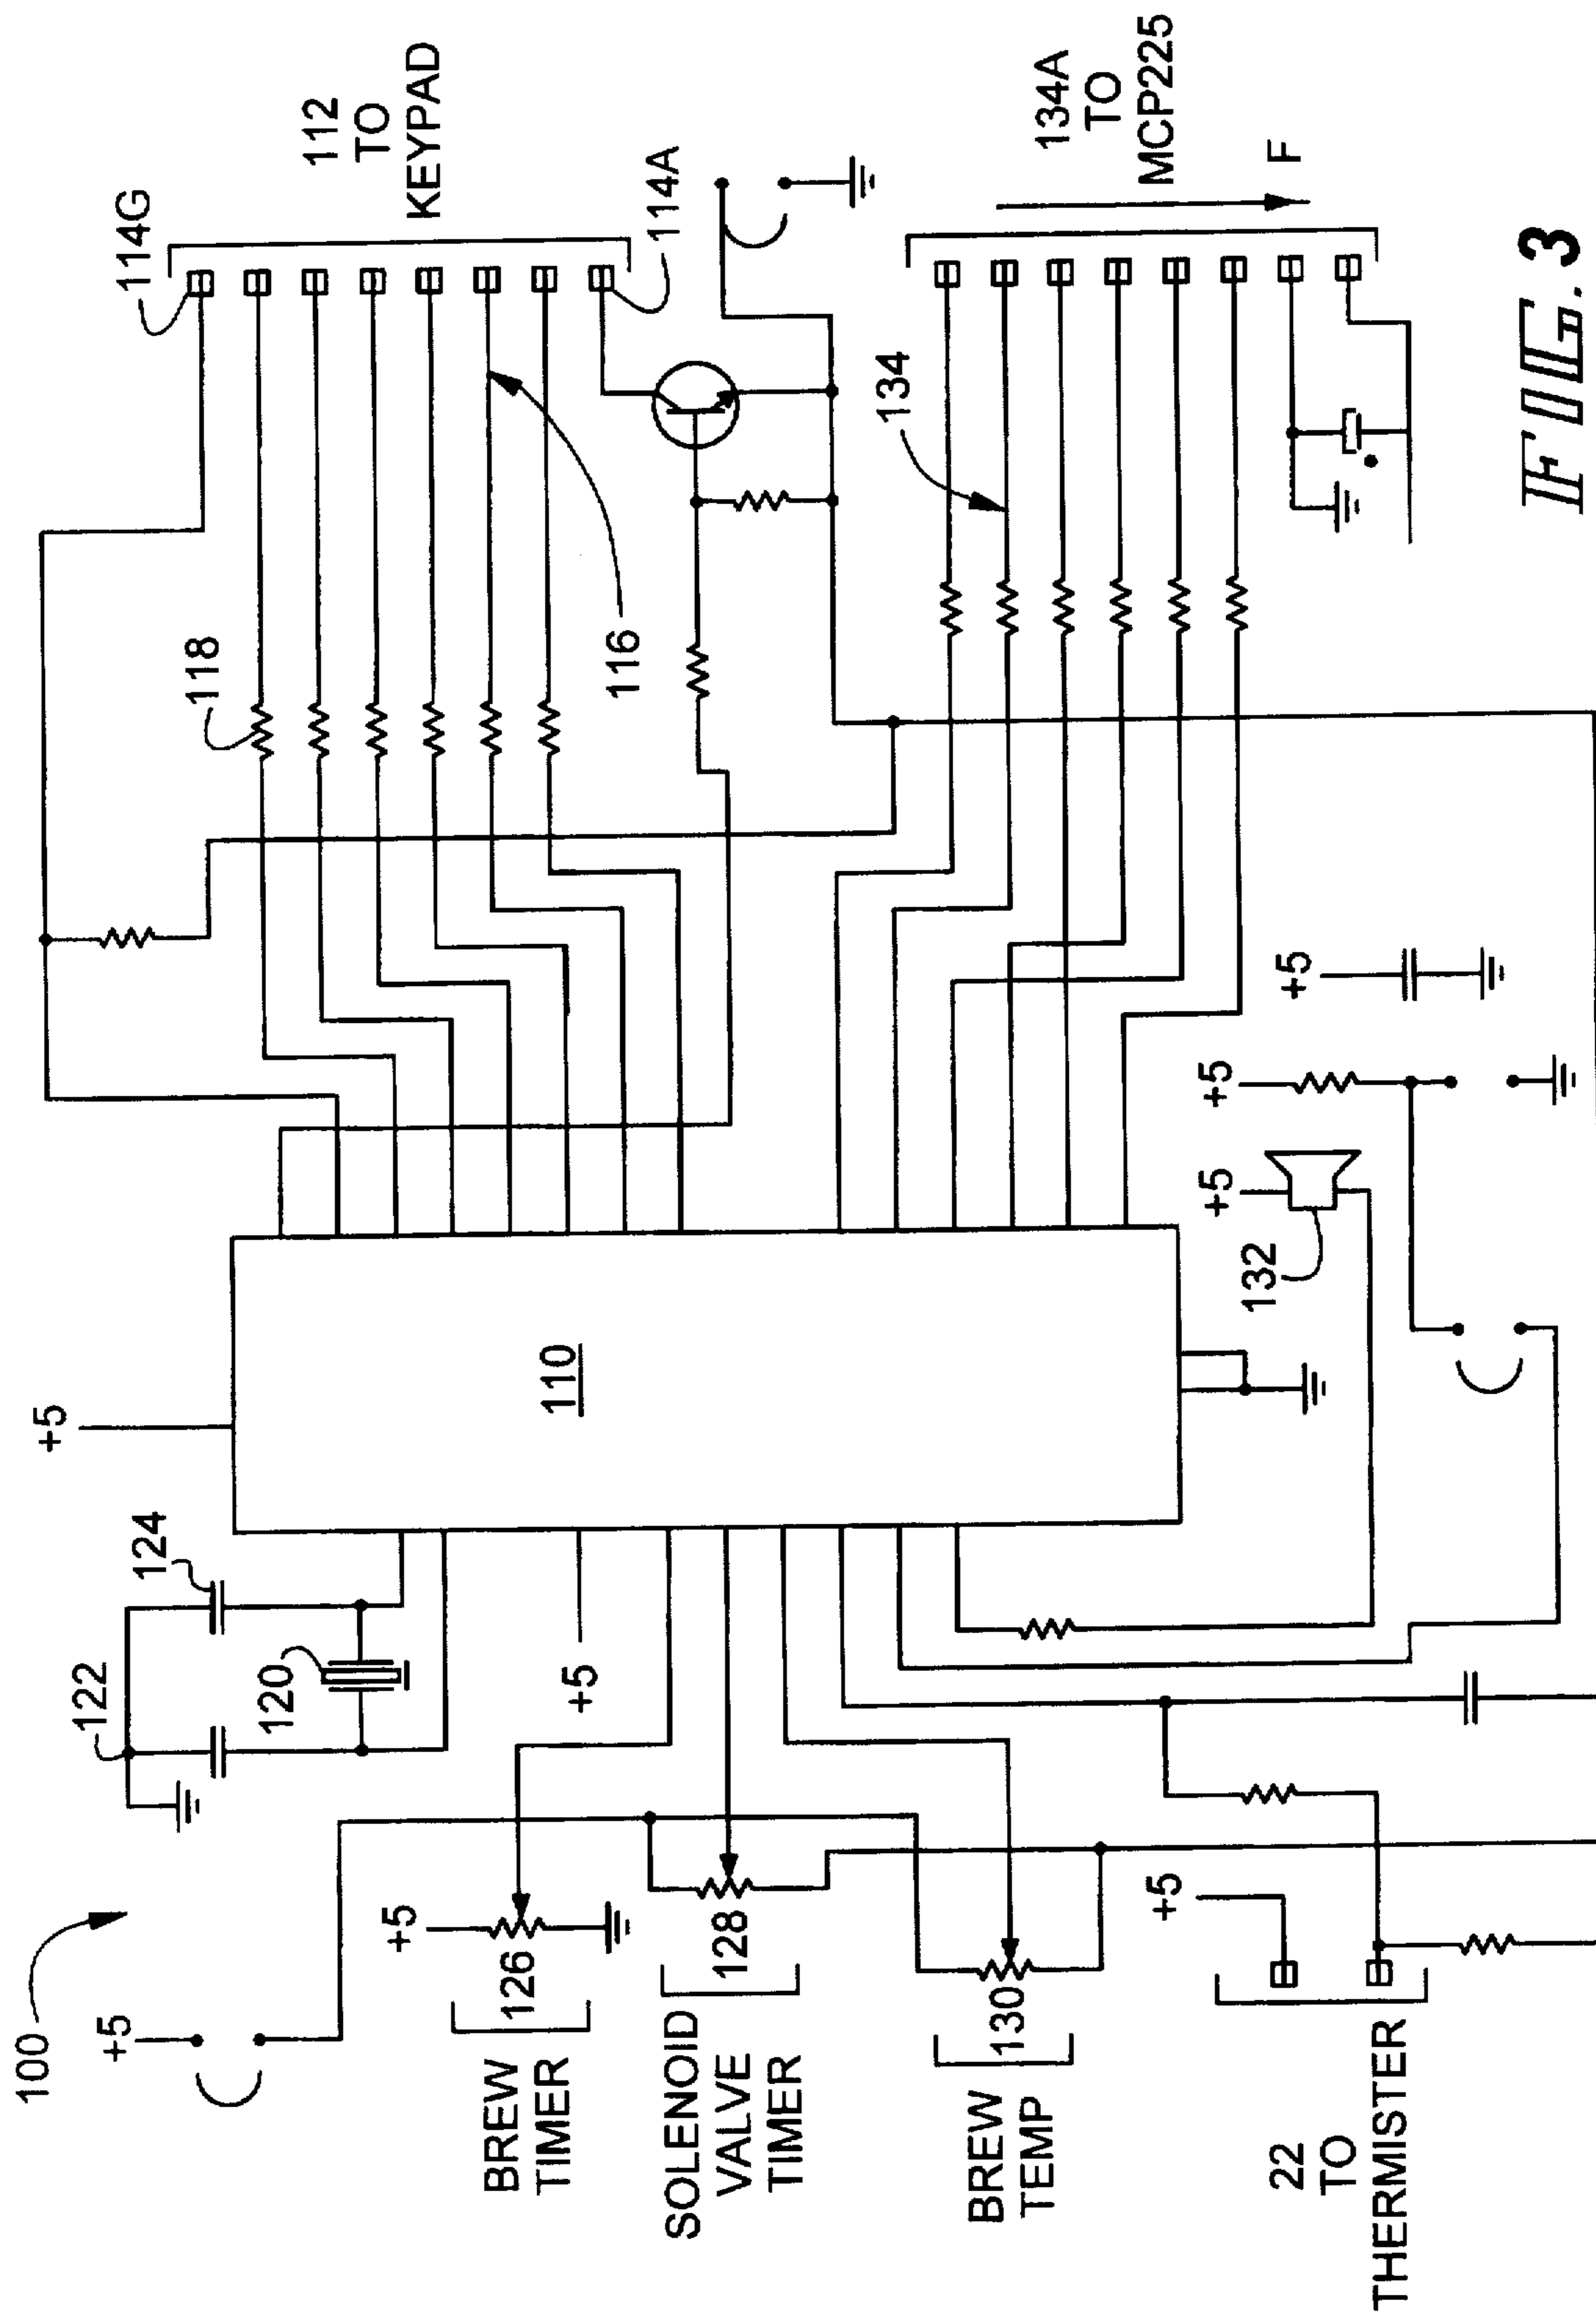 100
+5
122
124
120
+5
+5
BREW
TIMER
126
+5
SOLENOID
VALVE
TIMER
128
BREW
TEMP
130
22
TO
THERMISTER
+5
110
132
+5
+5
+5
118
116
114G
112
TO
KEYPAD
114A
134
134A
TO
MCP225
F
FIG. 3